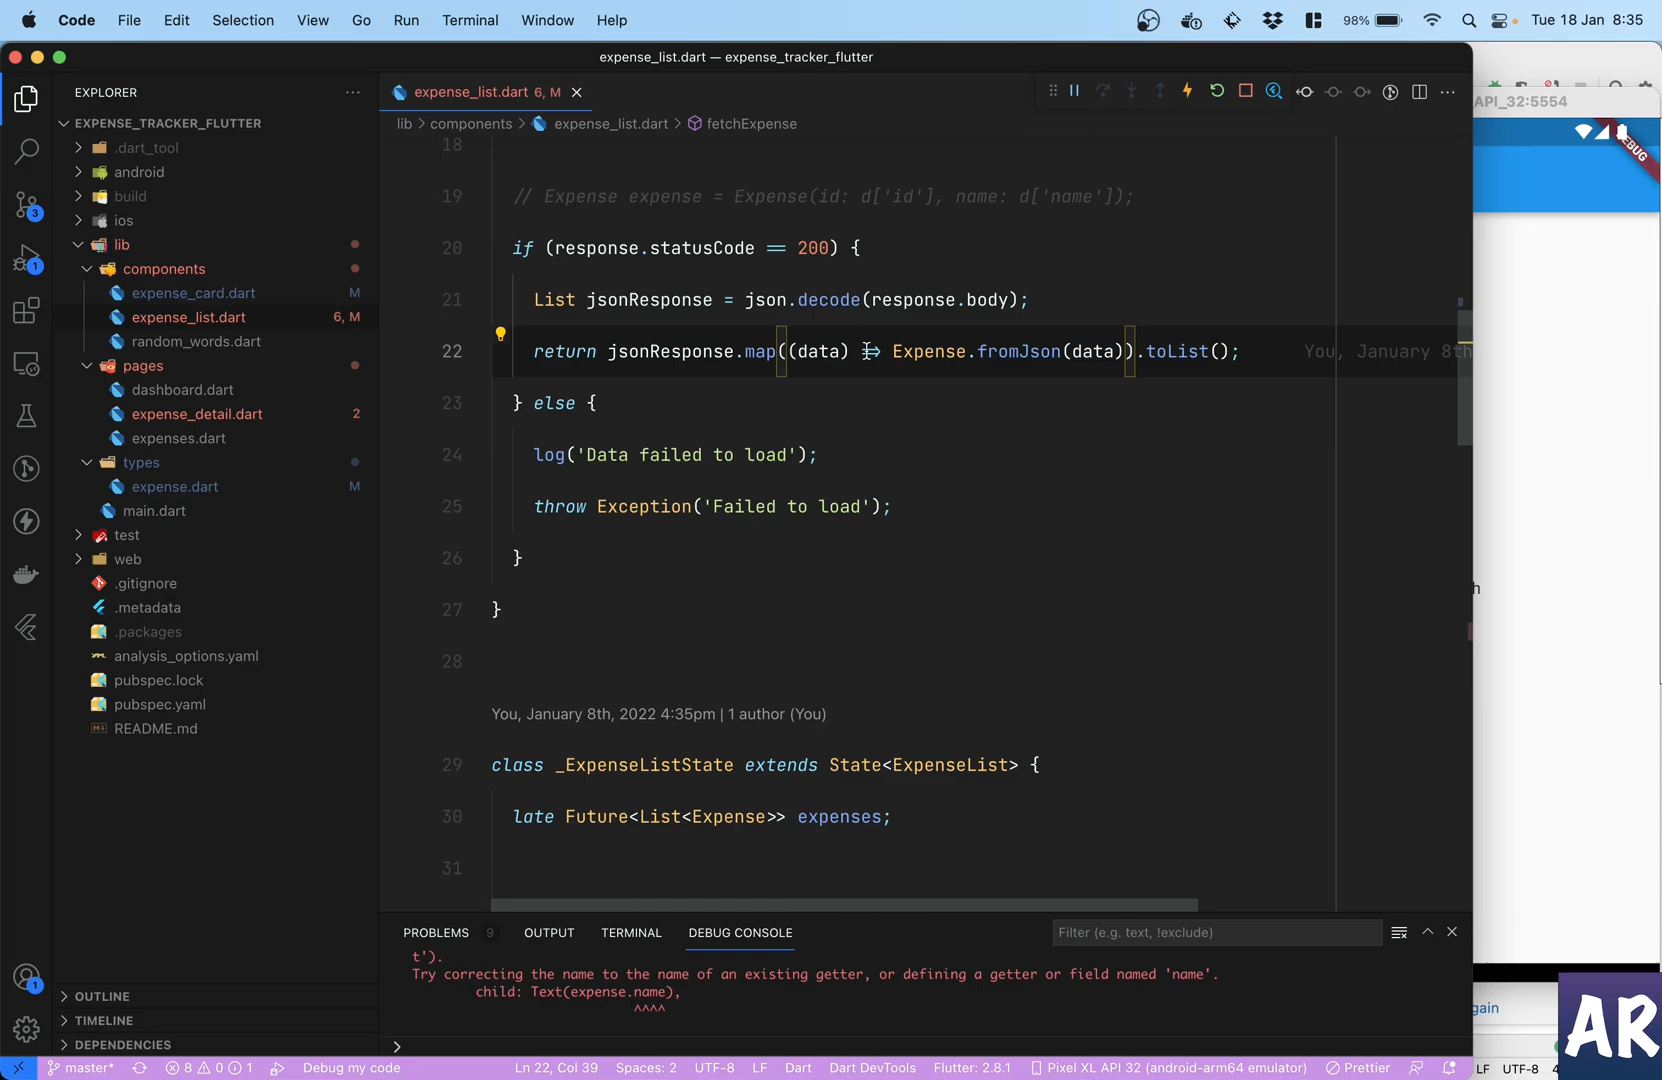 Code File Edit Selection View Go Run Terminal Window Help 98% Tue 18 Jan 8:35
expense_list.dart — expense_tracker_flutter
EXPLORER
expense_list.dart 6, M
API_32:5554
lib > components > expense_list.dart > fetchExpense
EXPENSE_TRACKER_FLUTTER
.dart_tool
android
build
ios
lib
components
expense_card.dart M
expense_list.dart 6, M
random_words.dart
pages
dashboard.dart
expense_detail.dart 2
expenses.dart
types
expense.dart M
main.dart
test
web
.gitignore
.metadata
.packages
analysis_options.yaml
pubspec.lock
pubspec.yaml
README.md
OUTLINE
TIMELINE
DEPENDENCIES
3
1
1
18
19 // Expense expense = Expense(id: d['id'], name: d['name']);
20 if (response.statusCode == 200) {
21 List jsonResponse = json.decode(response.body);
22 return jsonResponse.map((data) => Expense.fromJson(data)).toList(); You, January 8th
23 } else {
24 log('Data failed to load');
25 throw Exception('Failed to load');
26 }
27 }
28
You, January 8th, 2022 4:35pm | 1 author (You)
29 class _ExpenseListState extends State<ExpenseList> {
30 late Future<List<Expense>> expenses;
31
PROBLEMS 9 OUTPUT TERMINAL DEBUG CONSOLE Filter (e.g. text, !exclude)
t').
Try correcting the name to the name of an existing getter, or defining a getter or field named 'name'.
child: Text(expense.name),
^^^^
>
master* 8 0 1 Debug my code Ln 22, Col 39 Spaces: 2 UTF-8 LF Dart Dart DevTools Flutter: 2.8.1 Pixel XL API 32 (android-arm64 emulator) Prettier
h
gain
LF UTF-8
AR